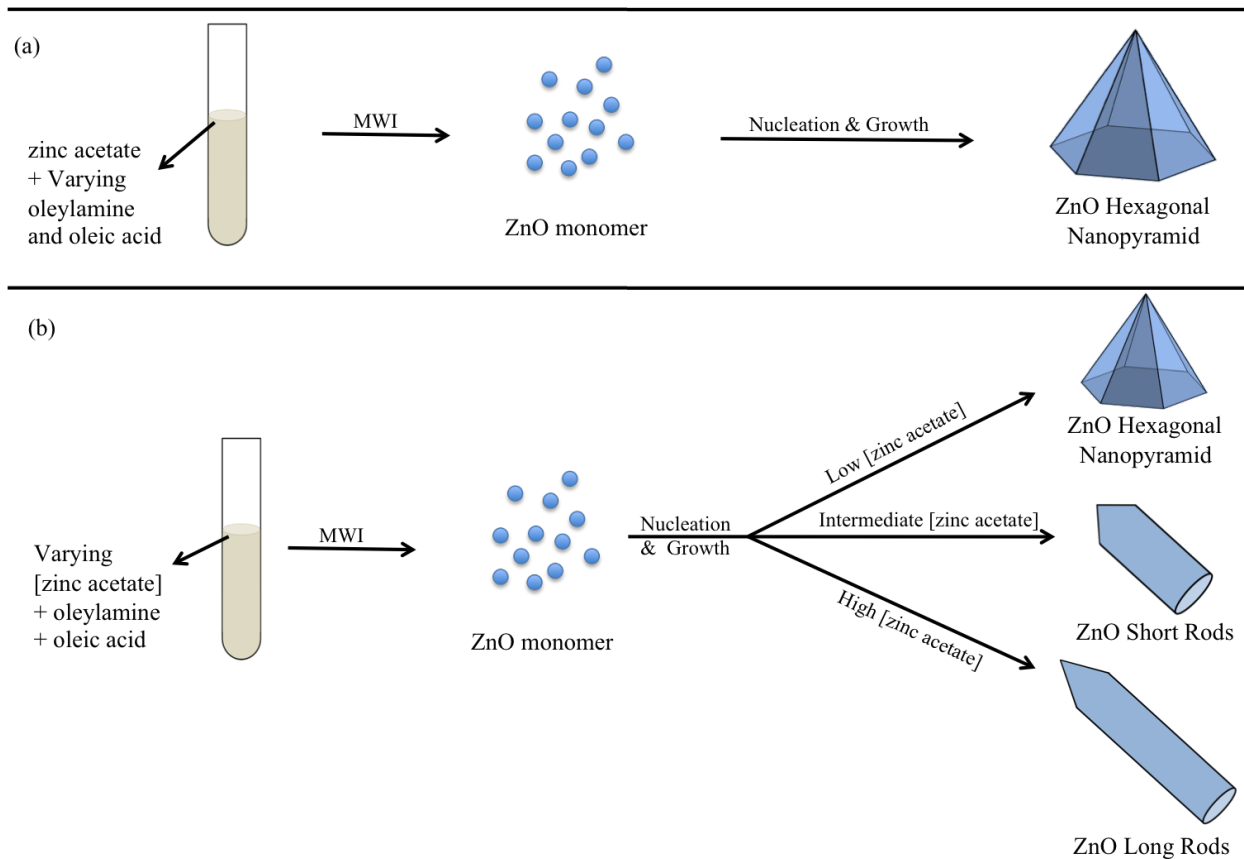 (a)
zinc acetate
+ Varying
oleylamine
and oleic acid
MWI
ZnO monomer
Nucleation & Growth
ZnO Hexagonal
Nanopyramid
(b)
Varying
[zinc acetate]
+ oleylamine
+ oleic acid
MWI
ZnO monomer
Nucleation
& Growth
Low [zinc acetate]
ZnO Hexagonal
Nanopyramid
Intermediate [zinc acetate]
ZnO Short Rods
High [zinc acetate]
ZnO Long Rods